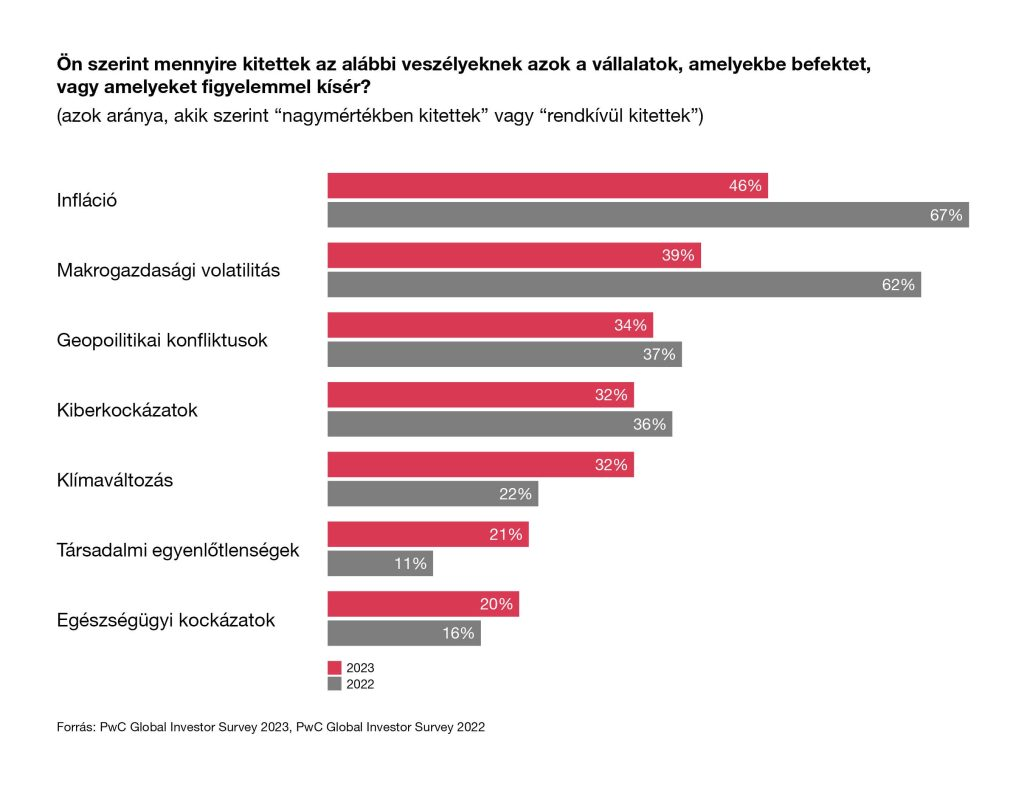 Ön szerint mennyire kitettek az alábbi veszélyeknek azok a vállalatok, amelyekbe befektet,
vagy amelyeket figyelemmel kísér?
(azok aránya, akik szerint “nagymértékben kitettek” vagy “rendkívül kitettek”)
Infláció
46%
67%
Makrogazdasági volatilitás
39%
62%
Geopoilitikai konfliktusok
34%
37%
Kiberkockázatok
32%
36%
Klímaváltozás
32%
22%
Társadalmi egyenlőtlenségek
21%
11%
Egészségügyi kockázatok
20%
16%
2023
2022
Forrás: PwC Global Investor Survey 2023, PwC Global Investor Survey 2022